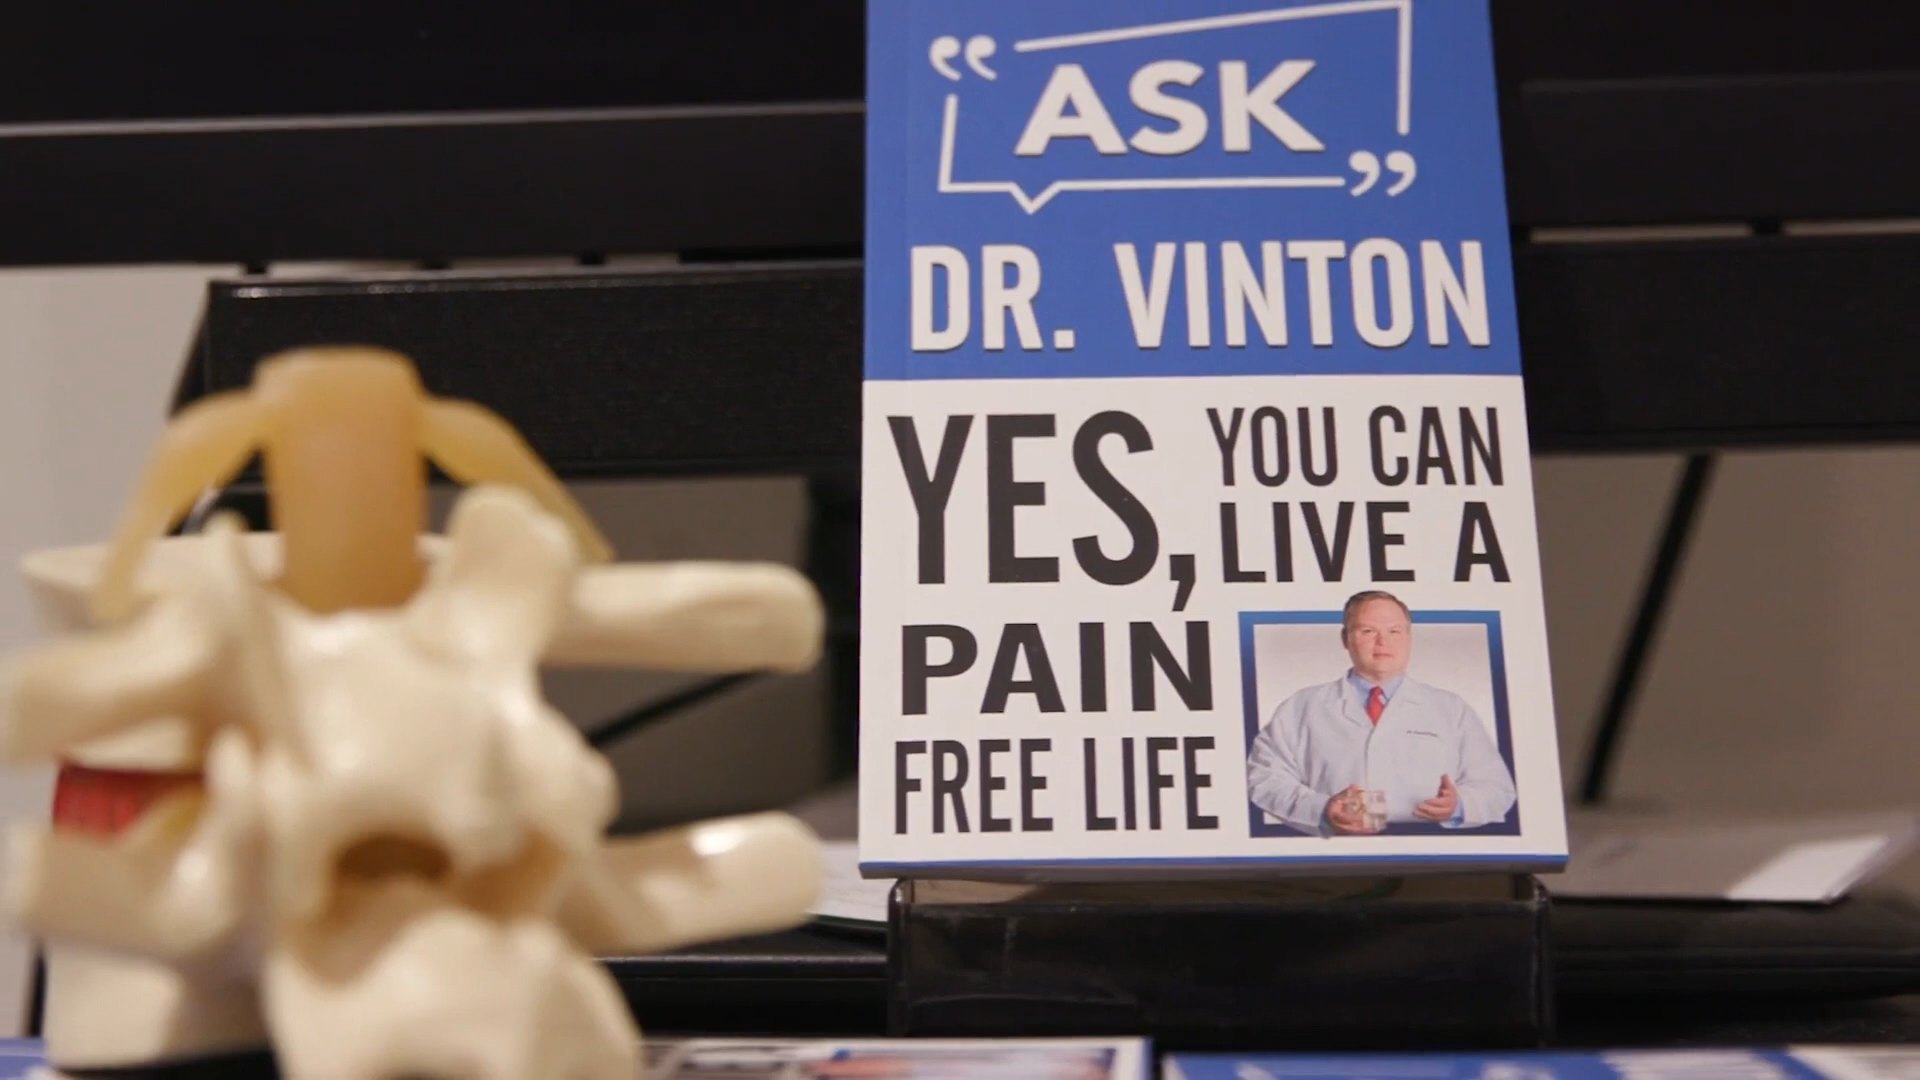 “ASK”
DR. VINTON
YES, YOU CAN
LIVE A
PAIN
FREE LIFE